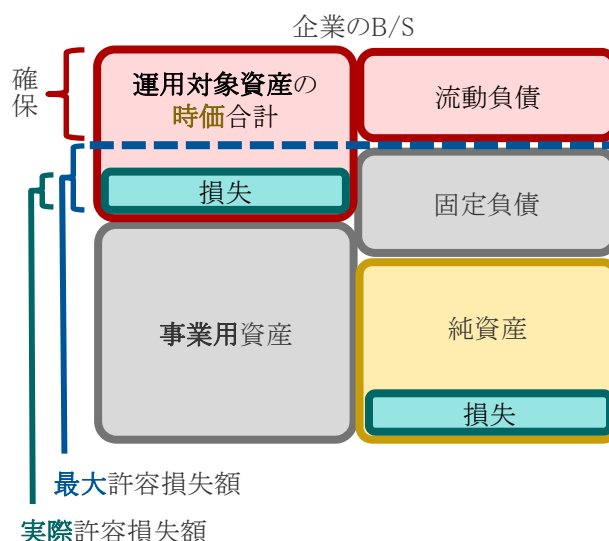 企業のB/S
確保
運用対象資産の
時価合計
流動負債
損失
固定負債
事業用資産
純資産
損失
最大許容損失額
実際許容損失額